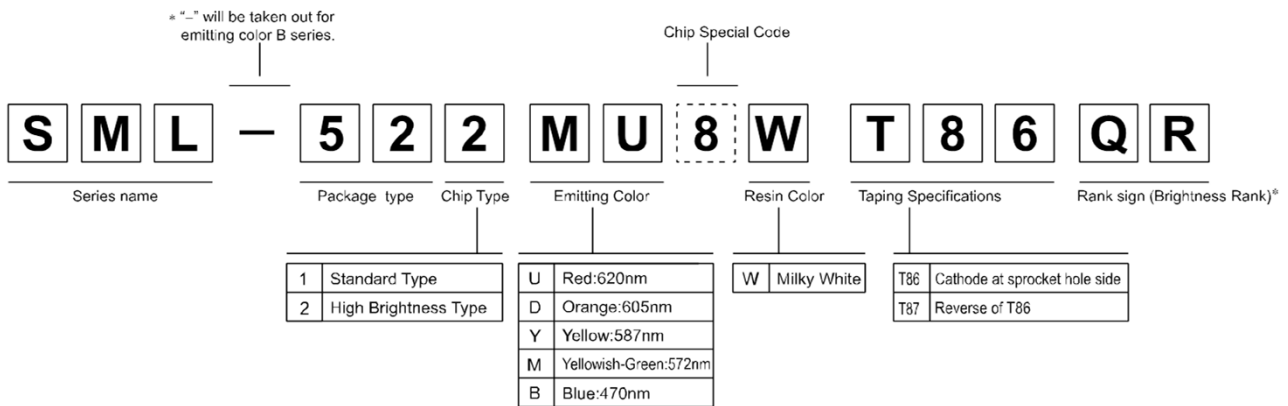 * "–" will be taken out for
emitting color B series.
Chip Special Code
S M L – 5 2 2 M U 8 W T 8 6 Q R
Series name
Package type
Chip Type
Emitting Color
Resin Color
Taping Specifications
Rank sign (Brightness Rank)*
1 Standard Type
2 High Brightness Type
U Red:620nm
D Orange:605nm
Y Yellow:587nm
M Yellowish-Green:572nm
B Blue:470nm
W Milky White
T86 Cathode at sprocket hole side
T87 Reverse of T86